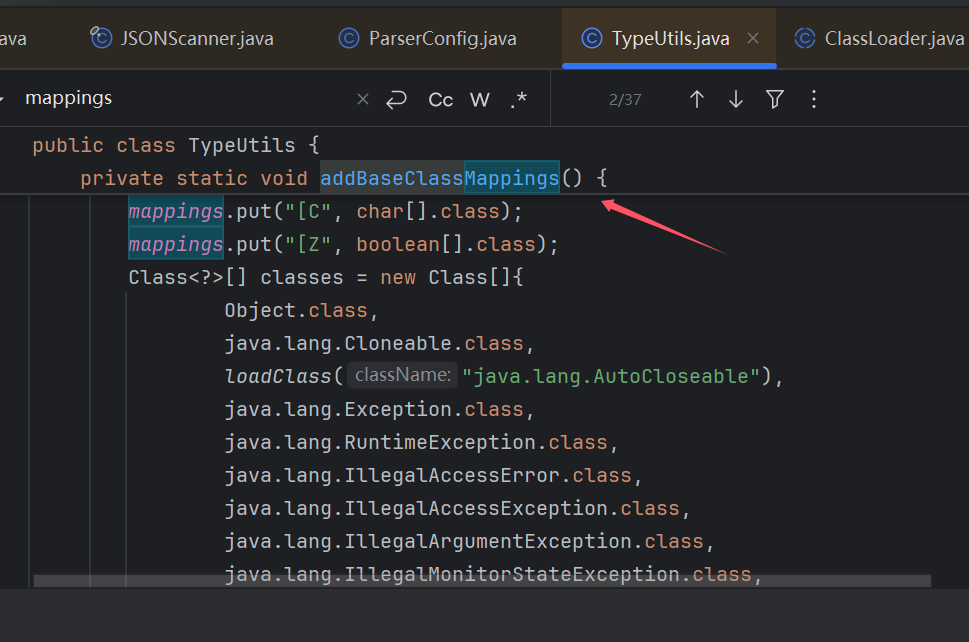 ava JSONScanner.java ParserConfig.java TypeUtils.java ClassLoader.java
mappings Cc W .* 2/37
public class TypeUtils {
private static void addBaseClassMappings() {
mappings.put("[C", char[].class);
mappings.put("[Z", boolean[].class);
Class<?>[] classes = new Class[]{
Object.class,
java.lang.Cloneable.class,
loadClass( className: "java.lang.AutoCloseable"),
java.lang.Exception.class,
java.lang.RuntimeException.class,
java.lang.IllegalAccessError.class,
java.lang.IllegalAccessException.class,
java.lang.IllegalArgumentException.class,
java.lang.IllegalMonitorStateException.class,